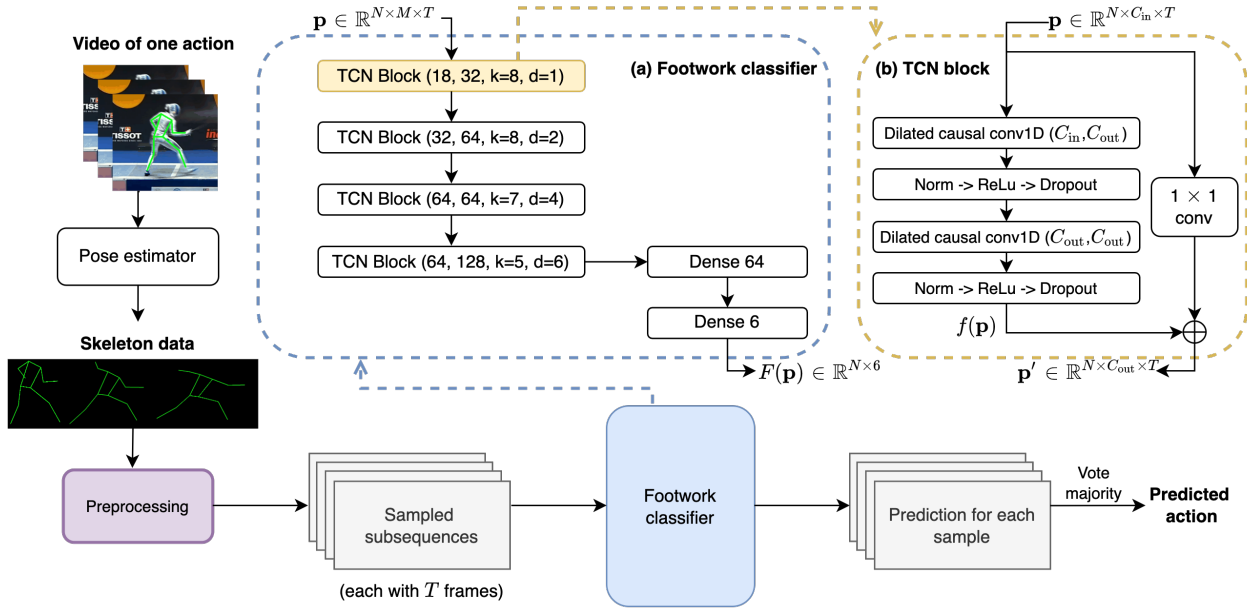 Video of one action
TISSOT
Pose estimator
Skeleton data
Preprocessing
Sampled
subsequences
(each with T frames)
Footwork
classifier
Prediction for each
sample
Vote
majority
Predicted
action
p ∈ ℝ^{N×M×T}
(a) Footwork classifier
TCN Block (18, 32, k=8, d=1)
TCN Block (32, 64, k=8, d=2)
TCN Block (64, 64, k=7, d=4)
TCN Block (64, 128, k=5, d=6)
Dense 64
Dense 6
F(p) ∈ ℝ^{N×6}
p ∈ ℝ^{N×C_in×T}
(b) TCN block
Dilated causal conv1D (C_in,C_out)
Norm -> ReLu -> Dropout
Dilated causal conv1D (C_out,C_out)
Norm -> ReLu -> Dropout
1 × 1
conv
f(p)
p′ ∈ ℝ^{N×C_out×T}